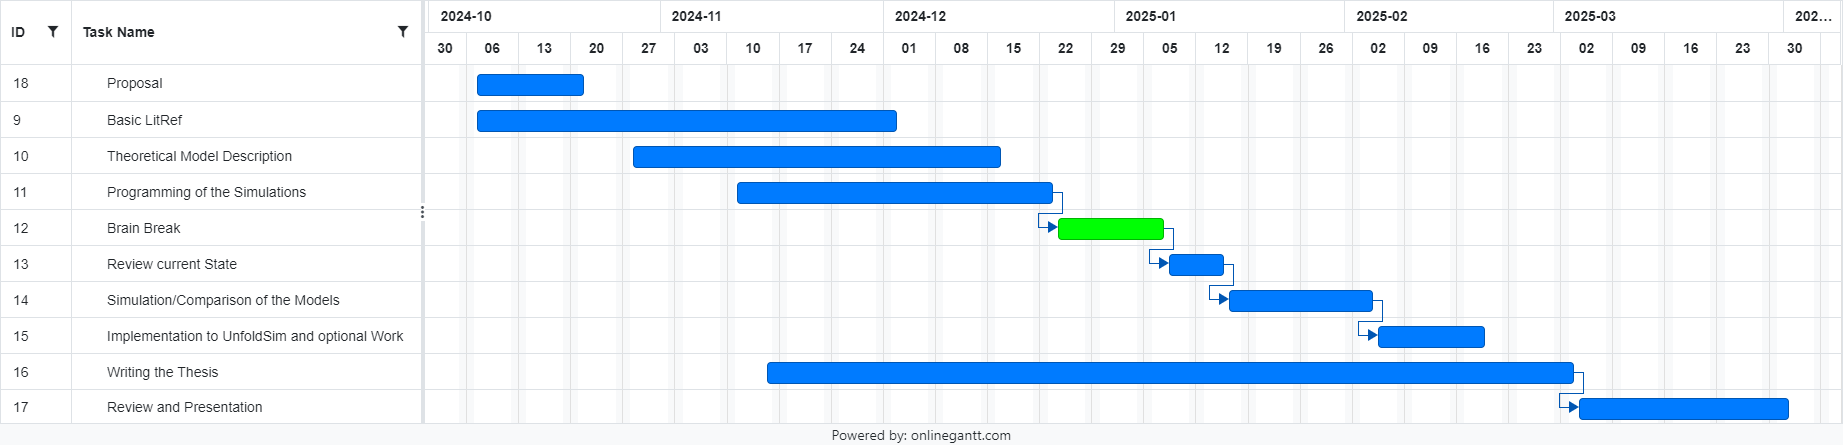 ID Task Name 2024-10 2024-11 2024-12 2025-01 2025-02 2025-03 202...
30 06 13 20 27 03 10 17 24 01 08 15 22 29 05 12 19 26 02 09 16 23 02 09 16 23 30
18 Proposal
9 Basic LitRef
10 Theoretical Model Description
11 Programming of the Simulations
12 Brain Break
13 Review current State
14 Simulation/Comparison of the Models
15 Implementation to UnfoldSim and optional Work
16 Writing the Thesis
17 Review and Presentation
Powered by: onlinegantt.com